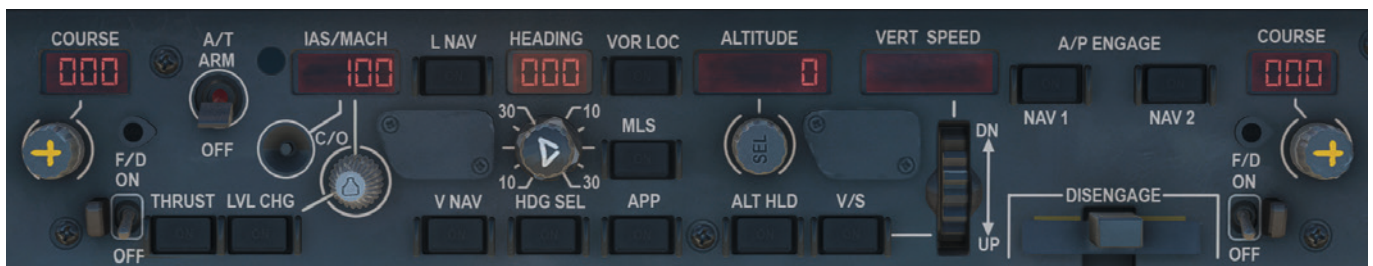 COURSE
A/T
ARM
IAS/MACH
L NAV
HEADING
VOR LOC
ALTITUDE
VERT SPEED
A/P ENGAGE
COURSE
000
100
000
0
000
30
10
C/O
MLS
SEL
DN
NAV 1
NAV 2
OFF
F/D
ON
10
30
F/D
ON
THRUST
LVL CHG
V NAV
HDG SEL
APP
ALT HLD
V/S
DISENGAGE
UP
OFF
OFF